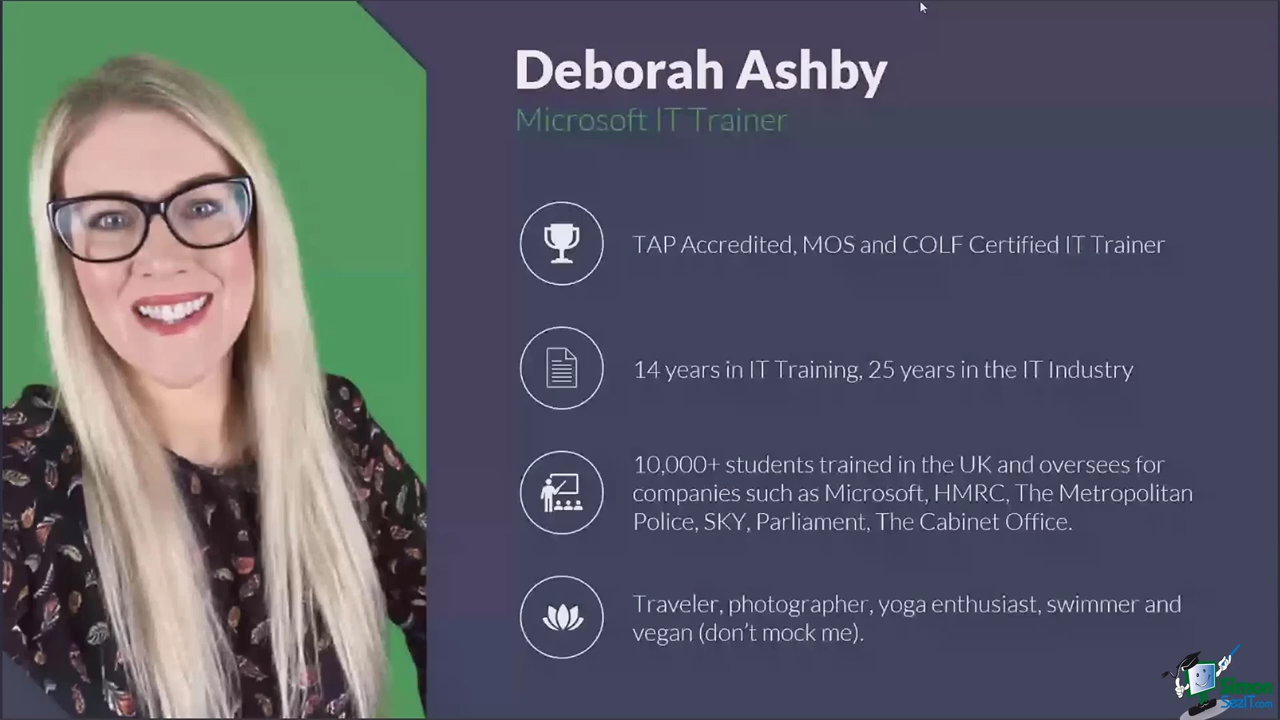 Deborah Ashby
Microsoft IT Trainer
TAP Accredited, MOS and COLF Certified IT Trainer
14 years in IT Training, 25 years in the IT Industry
10,000+ students trained in the UK and oversees for
companies such as Microsoft, HMRC, The Metropolitan
Police, SKY, Parliament, The Cabinet Office.
Traveler, photographer, yoga enthusiast, swimmer and
vegan (don't mock me).
Simon
SezIT.com